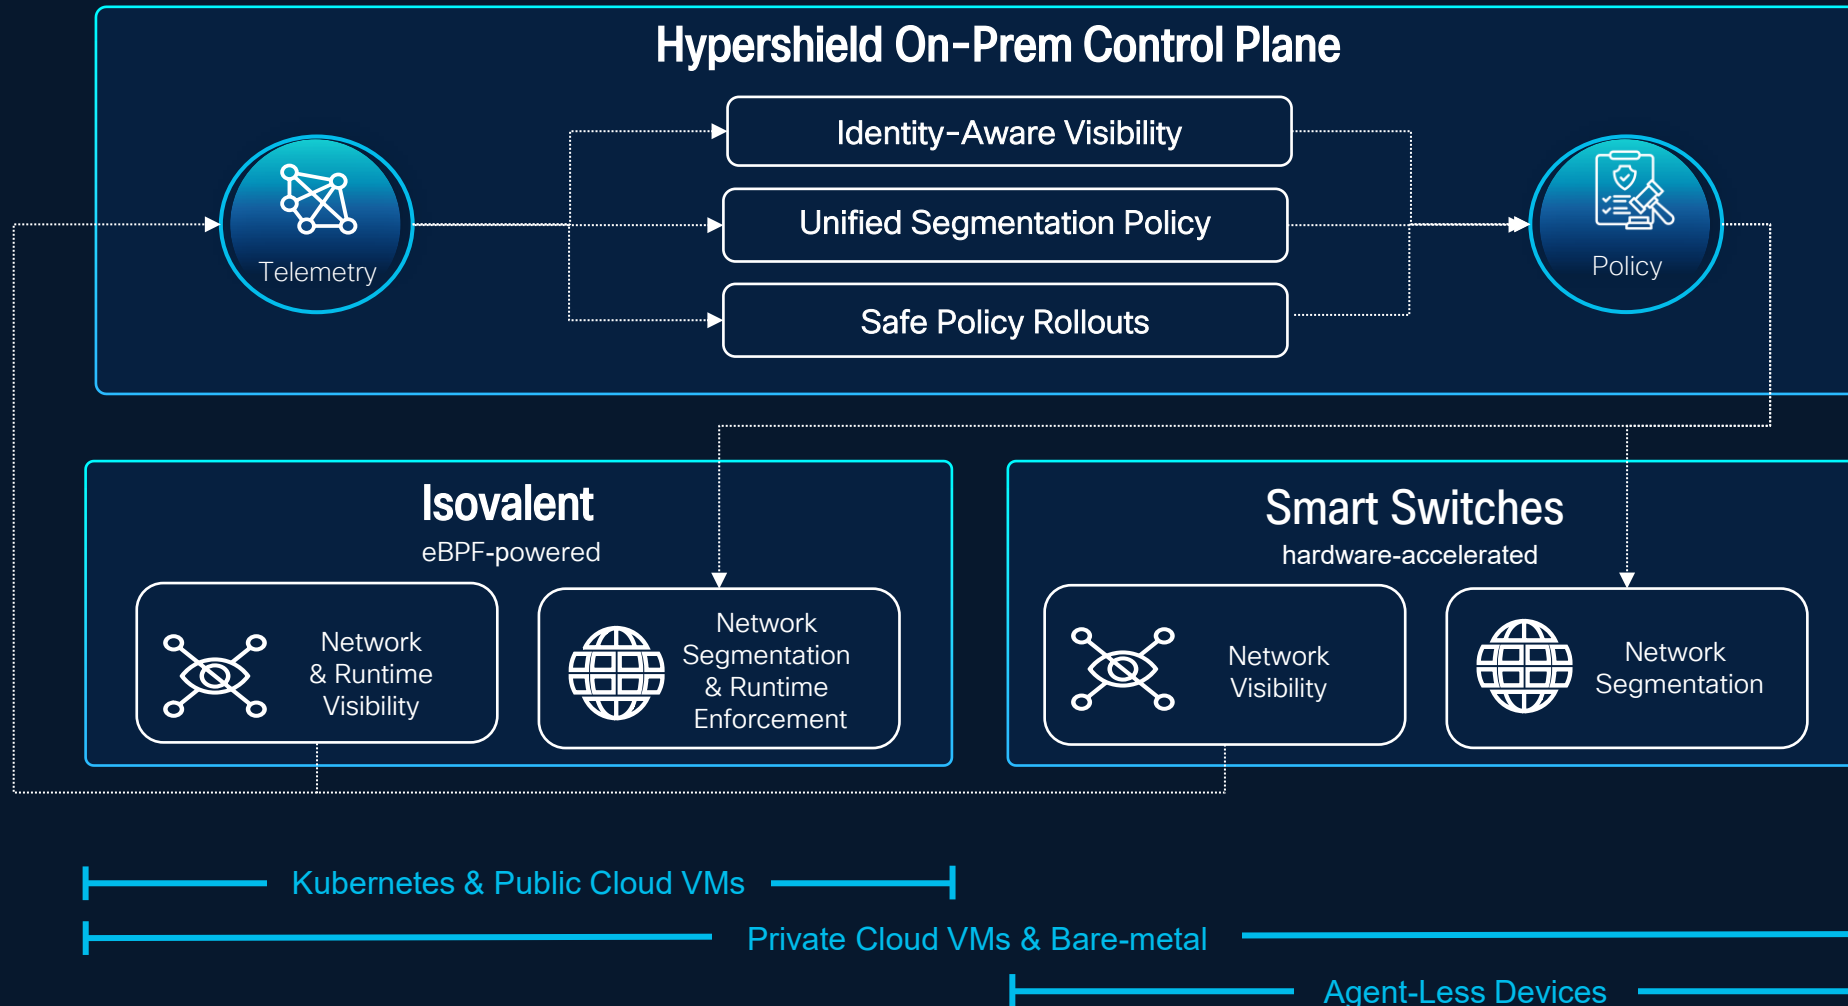 Hypershield On-Prem Control Plane
Identity-Aware Visibility
Unified Segmentation Policy
Safe Policy Rollouts
Telemetry
Policy
Isovalent
eBPF-powered
Network
& Runtime
Visibility
Network
Segmentation
& Runtime
Enforcement
Smart Switches
hardware-accelerated
Network
Visibility
Network
Segmentation
Kubernetes & Public Cloud VMs
Private Cloud VMs & Bare-metal
Agent-Less Devices